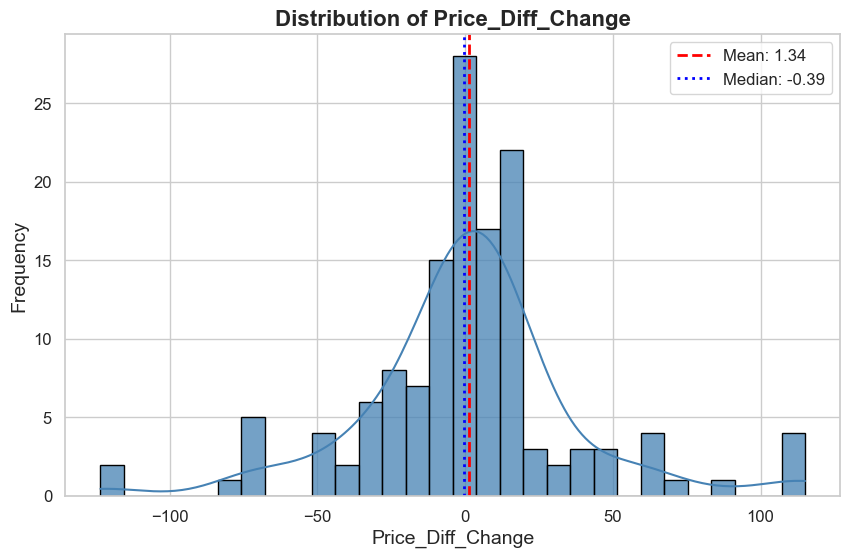 Distribution of Price_Diff_Change
Mean: 1.34
Median: -0.39
Frequency
25
20
15
10
5
0
−100
−50
0
50
100
Price_Diff_Change